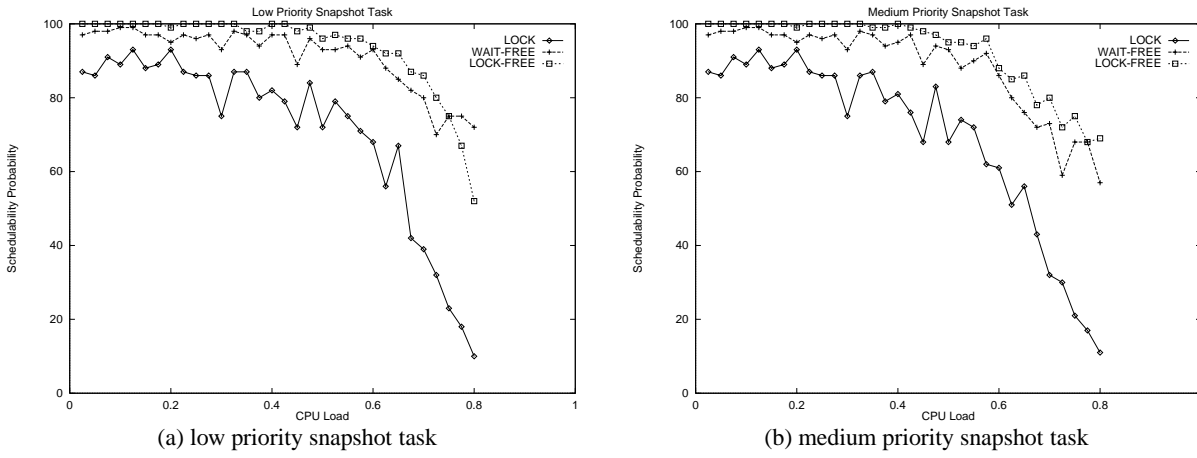 Low Priority Snapshot Task
100
80
60
40
20
0
Schedulability Probability
LOCK
WAIT-FREE
LOCK-FREE
0 0.2 0.4 0.6 0.8 1
CPU Load
(a) low priority snapshot task
Medium Priority Snapshot Task
100
80
60
40
20
0
Schedulability Probability
LOCK
WAIT-FREE
LOCK-FREE
0 0.2 0.4 0.6 0.8
CPU Load
(b) medium priority snapshot task